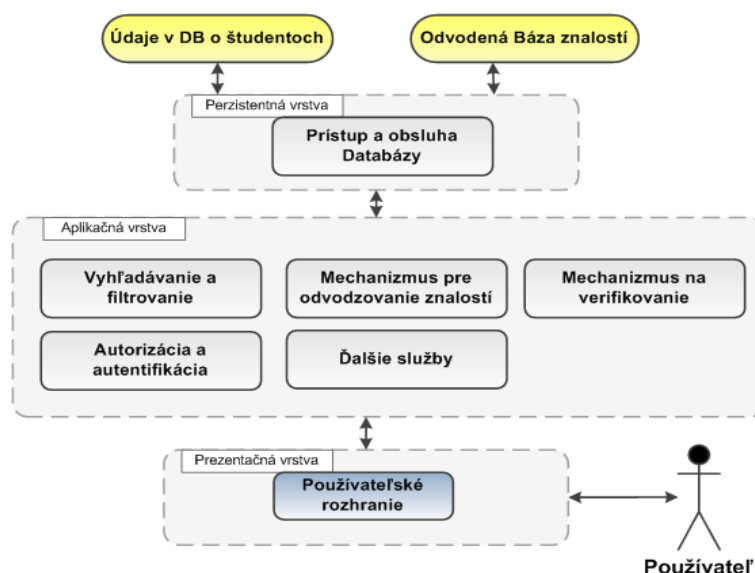 Údaje v DB o študentoch
Odvodená Báza znalostí
Perzistentná vrstva
Prístup a obsluha
Databázy
Aplikačná vrstva
Vyhľadávanie a
filtrovanie
Mechanizmus pre
odvodzovanie znalostí
Mechanizmus na
verifikovanie
Autorizácia a
autentifikácia
Ďalšie služby
Prezentačná vrstva
Používateľské
rozhranie
Používateľ